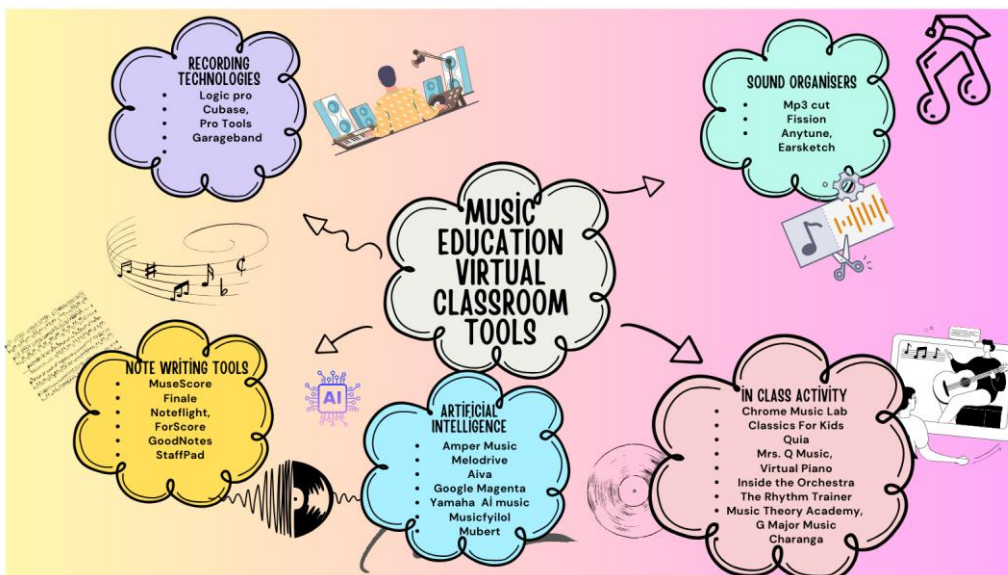 RECORDING
TECHNOLOGIES
• Logic pro
• Cubase,
• Pro Tools
• Garageband
SOUND ORGANISERS
• Mp3 cut
• Fission
• Anytune,
Earsketch
MUSIC
EDUCATION
VIRTUAL
CLASSROOM
TOOLS
NOTE WRITING TOOLS
• MuseScore
• Finale
• Noteflight,
• ForScore
• GoodNotes
• StaffPad
AI
ARTIFICIAL
INTELLIGENCE
• Amper Music
• Melodrive
• Aiva
• Google Magenta
• Yamaha Aİ music
• Musicfyilol
• Mubert
IN CLASS ACTIVITY
• Chrome Music Lab
• Classics For Kids
• Quia
• Mrs. Q Music,
• Virtual Piano
• Inside the Orchestra
• The Rhythm Trainer
• Music Theory Academy,
• G Major Music
Charanga